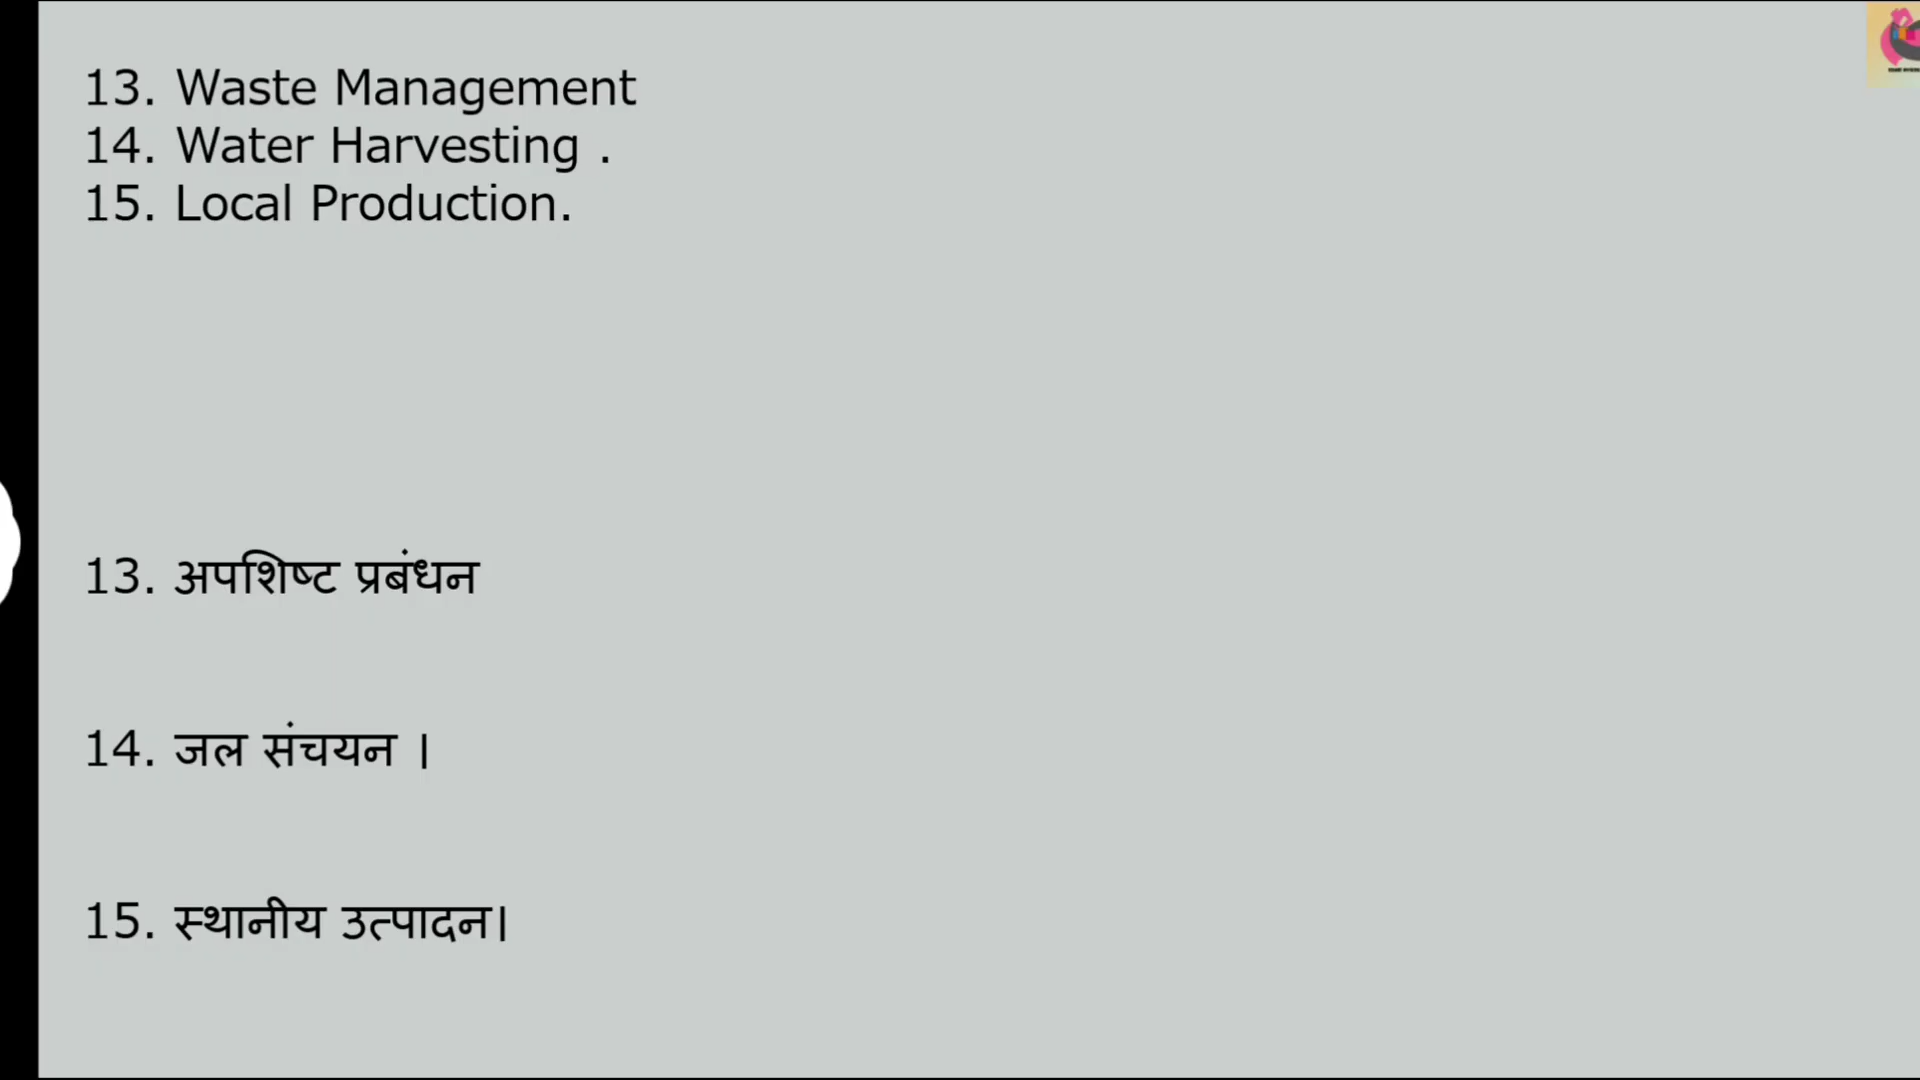 13. Waste Management
14. Water Harvesting .
15. Local Production.
13. अपशिष्ट प्रबंधन
14. जल संचयन ।
15. स्थानीय उत्पादन।